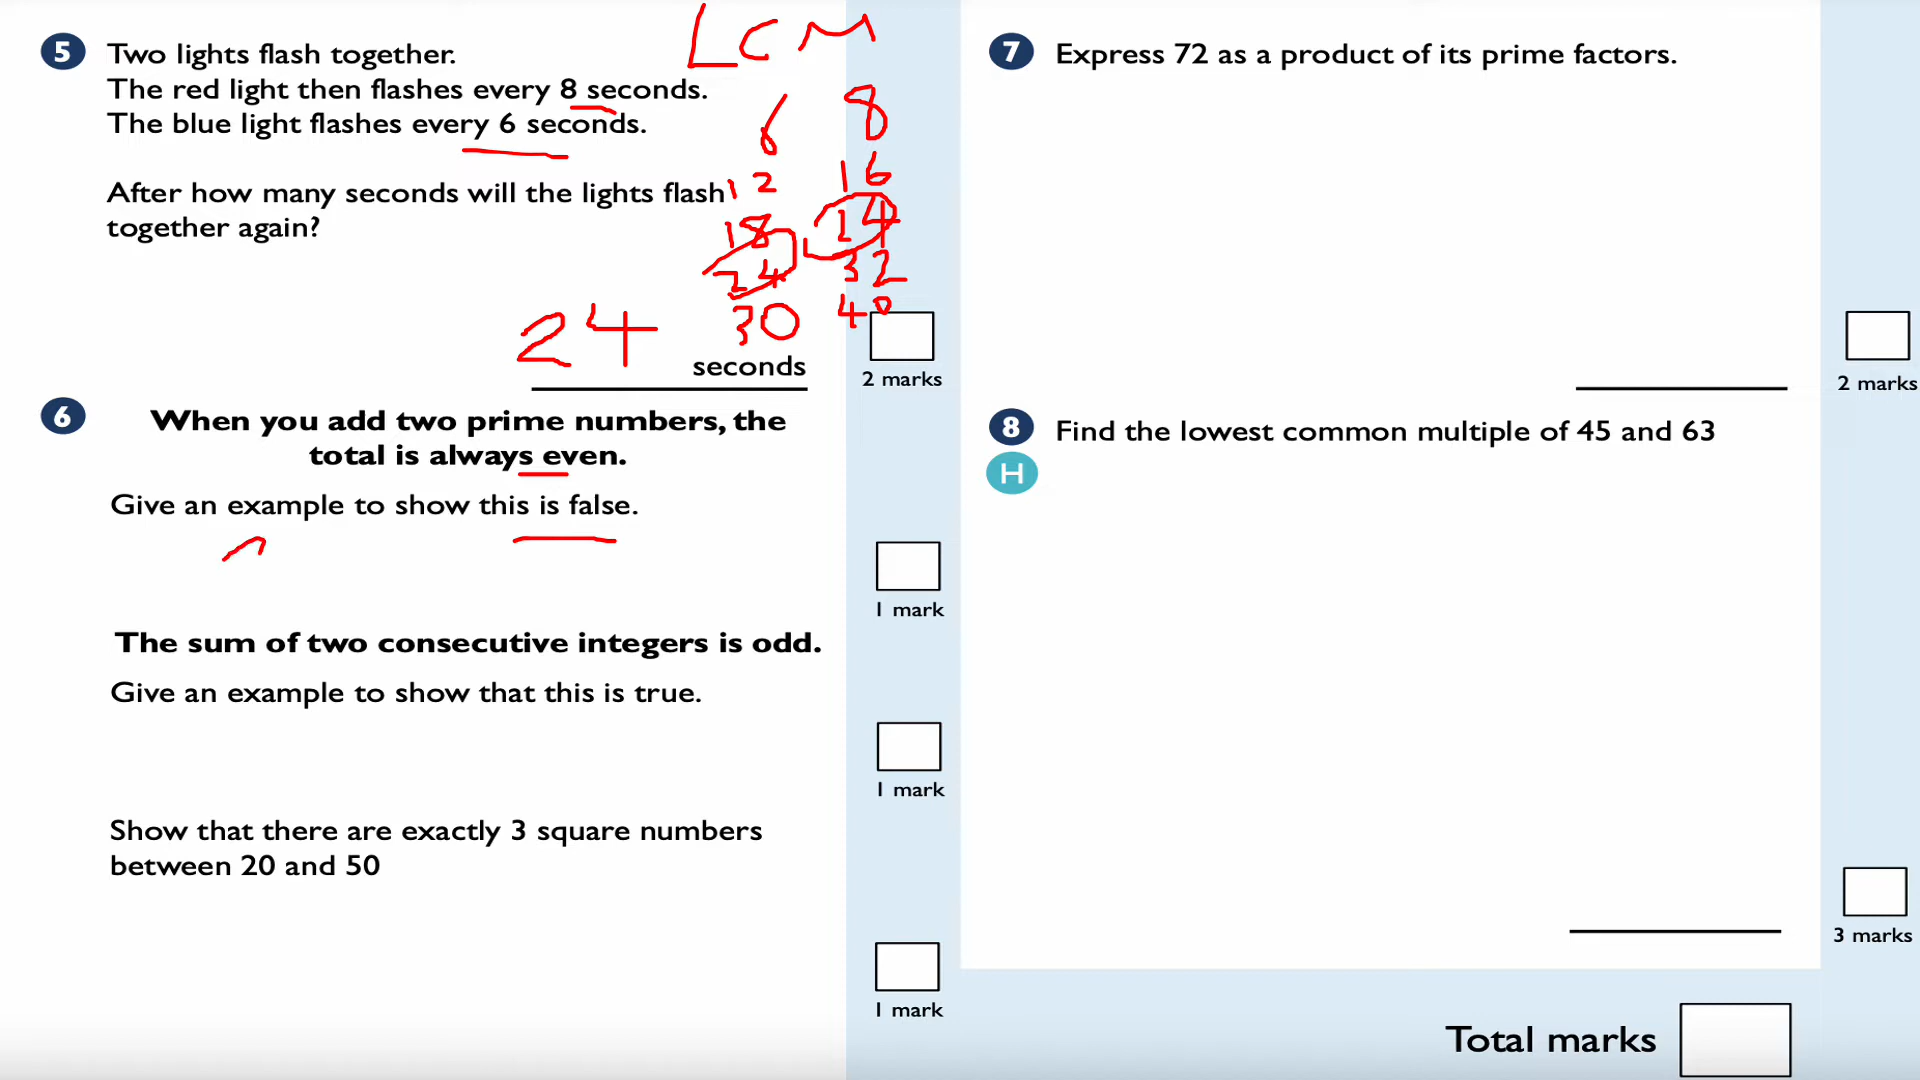 5 Two lights flash together.
The red light then flashes every 8 seconds.
The blue light flashes every 6 seconds.
After how many seconds will the lights flash
together again?
LCM
6 8
12 16
18 24
24 32
30 40
24 seconds
2 marks
6 When you add two prime numbers, the
total is always even.
Give an example to show this is false.
1 mark
The sum of two consecutive integers is odd.
Give an example to show that this is true.
1 mark
Show that there are exactly 3 square numbers
between 20 and 50
1 mark
7 Express 72 as a product of its prime factors.
2 marks
8 Find the lowest common multiple of 45 and 63
H
3 marks
Total marks